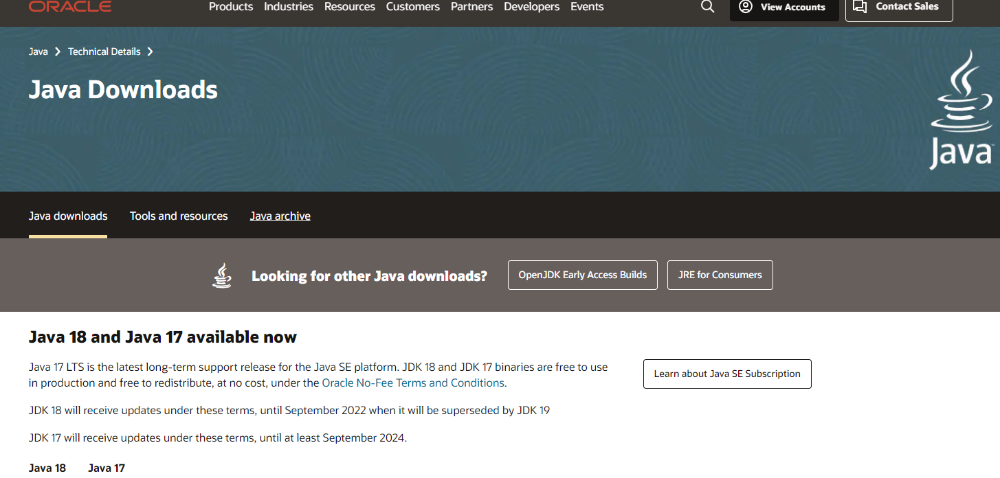 ORACLE Products Industries Resources Customers Partners Developers Events View Accounts Contact Sales
Java Technical Details
Java Downloads
Java
Java downloads Tools and resources Java archive
Looking for other Java downloads? OpenJDK Early Access Builds JRE for Consumers
Java 18 and Java 17 available now
Java 17 LTS is the latest long-term support release for the Java SE platform. JDK 18 and JDK 17 binaries are free to use
in production and free to redistribute, at no cost, under the Oracle No-Fee Terms and Conditions.
Learn about Java SE Subscription
JDK 18 will receive updates under these terms, until September 2022 when it will be superseded by JDK 19
JDK 17 will receive updates under these terms, until at least September 2024.
Java 18 Java 17